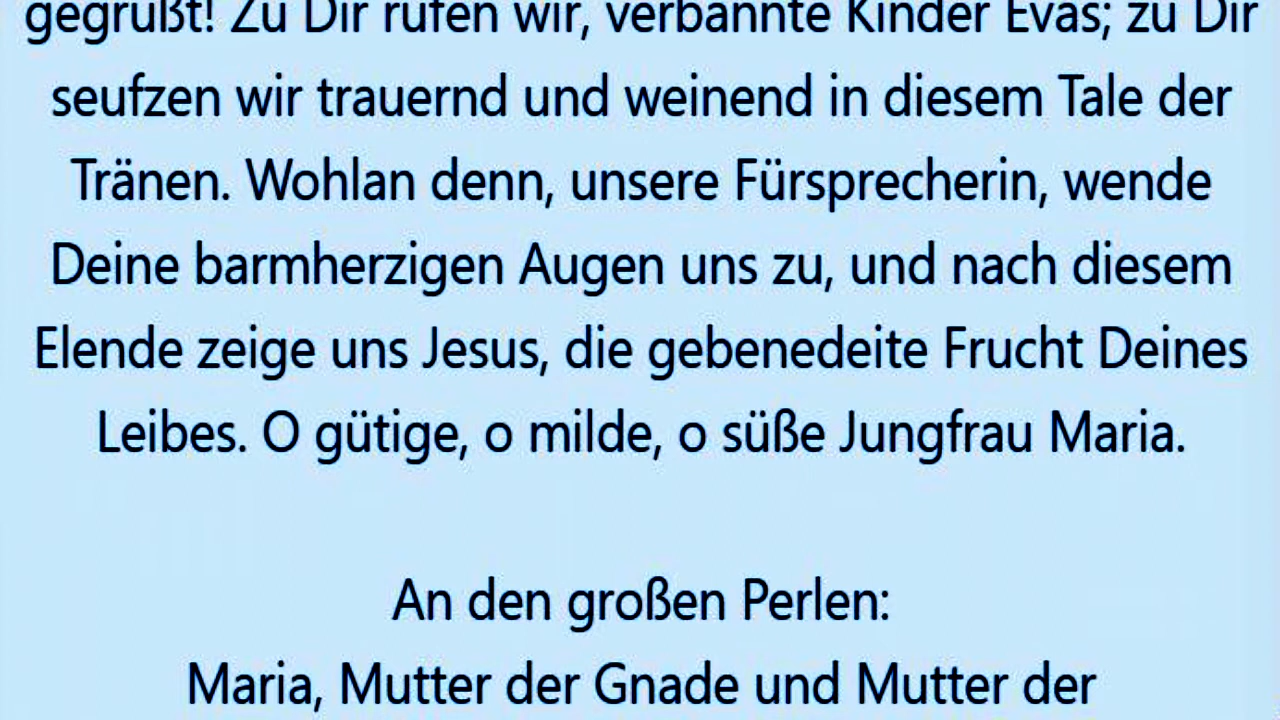 gegrüßt! Zu Dir rufen wir, verbannte Kinder Evas; zu Dir
seufzen wir trauernd und weinend in diesem Tale der
Tränen. Wohlan denn, unsere Fürsprecherin, wende
Deine barmherzigen Augen uns zu, und nach diesem
Elende zeige uns Jesus, die gebenedeite Frucht Deines
Leibes. O gütige, o milde, o süße Jungfrau Maria.
An den großen Perlen:
Maria, Mutter der Gnade und Mutter der